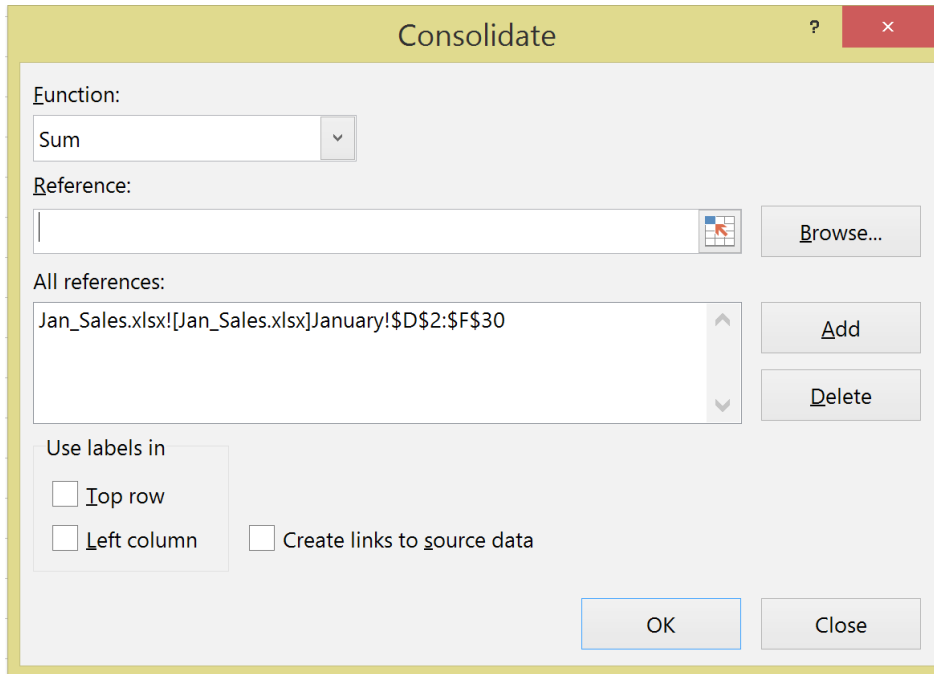 Consolidate
?
Function:
Sum
Reference:
Browse...
All references:
Jan_Sales.xlsx![Jan_Sales.xlsx]January!$D$2:$F$30
Add
Delete
Use labels in
Top row
Left column
Create links to source data
OK
Close